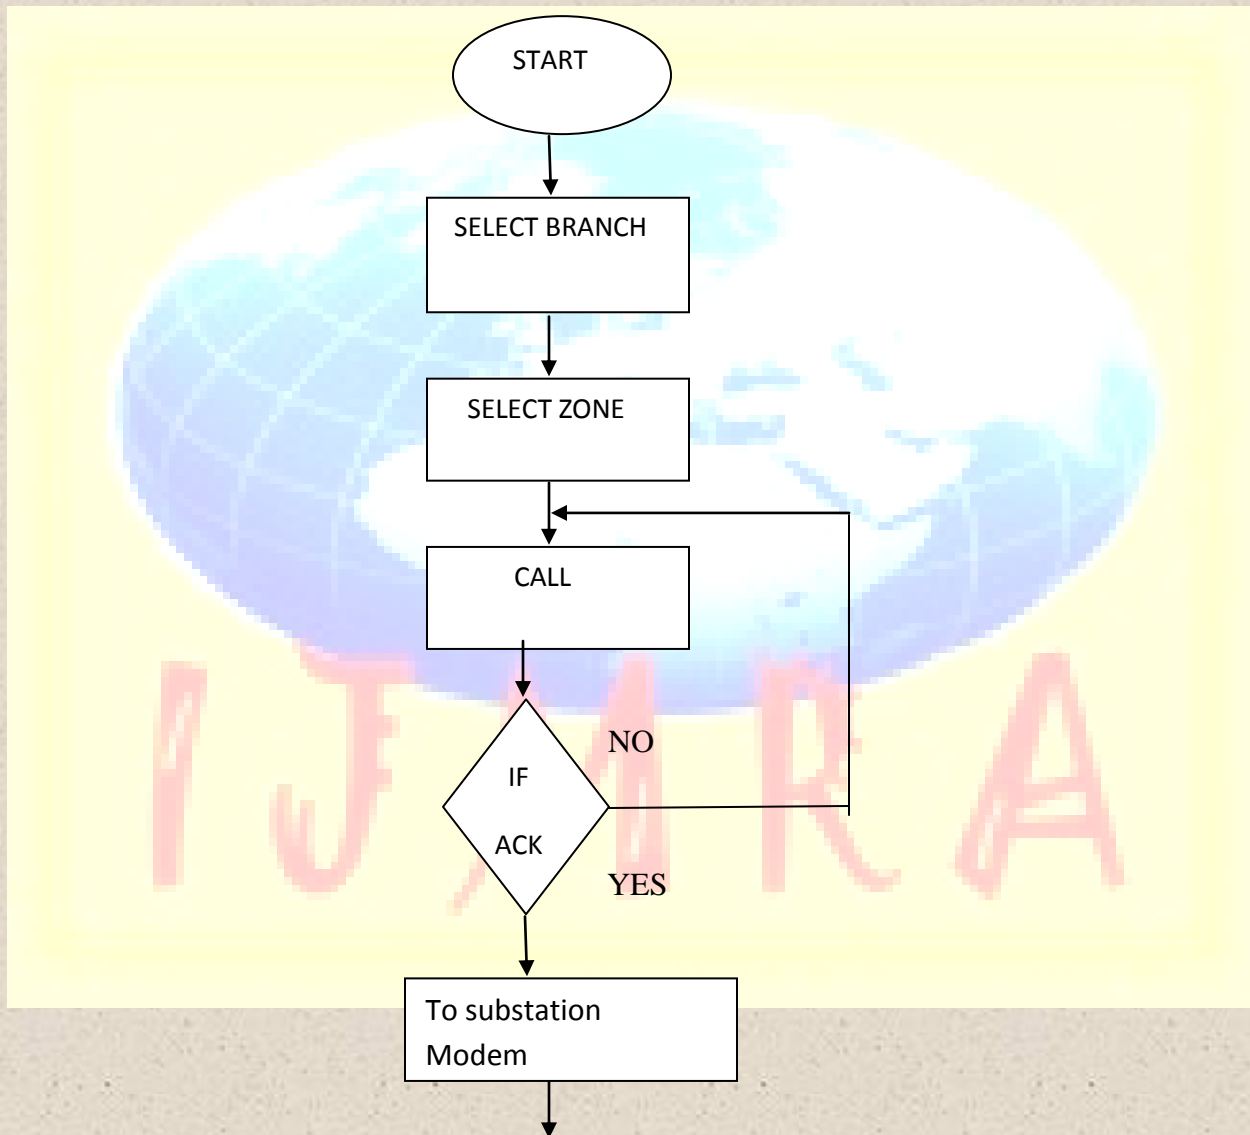 START
SELECT BRANCH
SELECT ZONE
CALL
NO
IF
ACK
YES
To substation
Modem
IJMRA